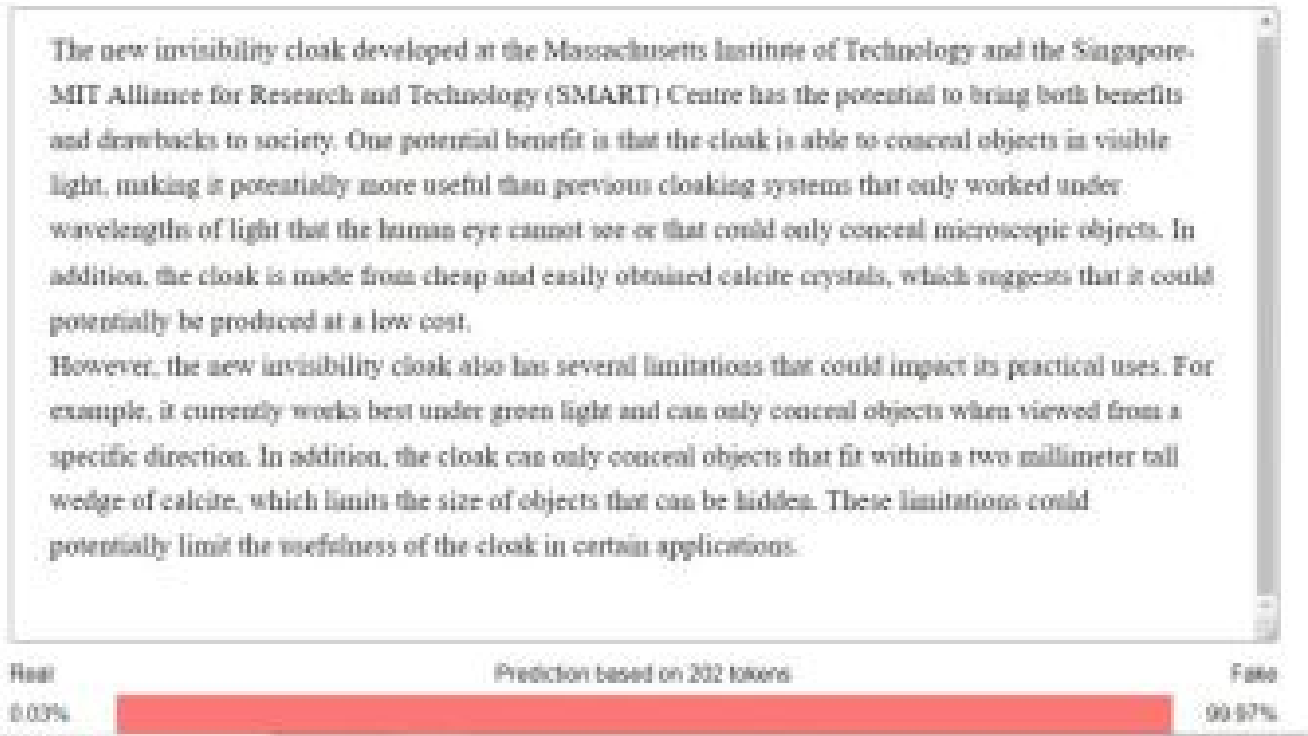 The new invisibility cloak developed at the Massachusetts Institute of Technology and the Singapore-
MIT Alliance for Research and Technology (SMART) Centre has the potential to bring both benefits
and drawbacks to society. One potential benefit is that the cloak is able to conceal objects in visible
light, making it potentially more useful than previous cloaking systems that only worked under
wavelengths of light that the human eye cannot see or that could only conceal microscopic objects. In
addition, the cloak is made from cheap and easily obtained calcite crystals, which suggests that it could
potentially be produced at a low cost.
However, the new invisibility cloak also has several limitations that could impact its practical uses. For
example, it currently works best under green light and can only conceal objects when viewed from a
specific direction. In addition, the cloak can only conceal objects that fit within a two millimeter tall
wedge of calcite, which limits the size of objects that can be hidden. These limitations could
potentially limit the usefulness of the cloak in certain applications.
Real Prediction based on 202 tokens Fake
0.03% 99.97%